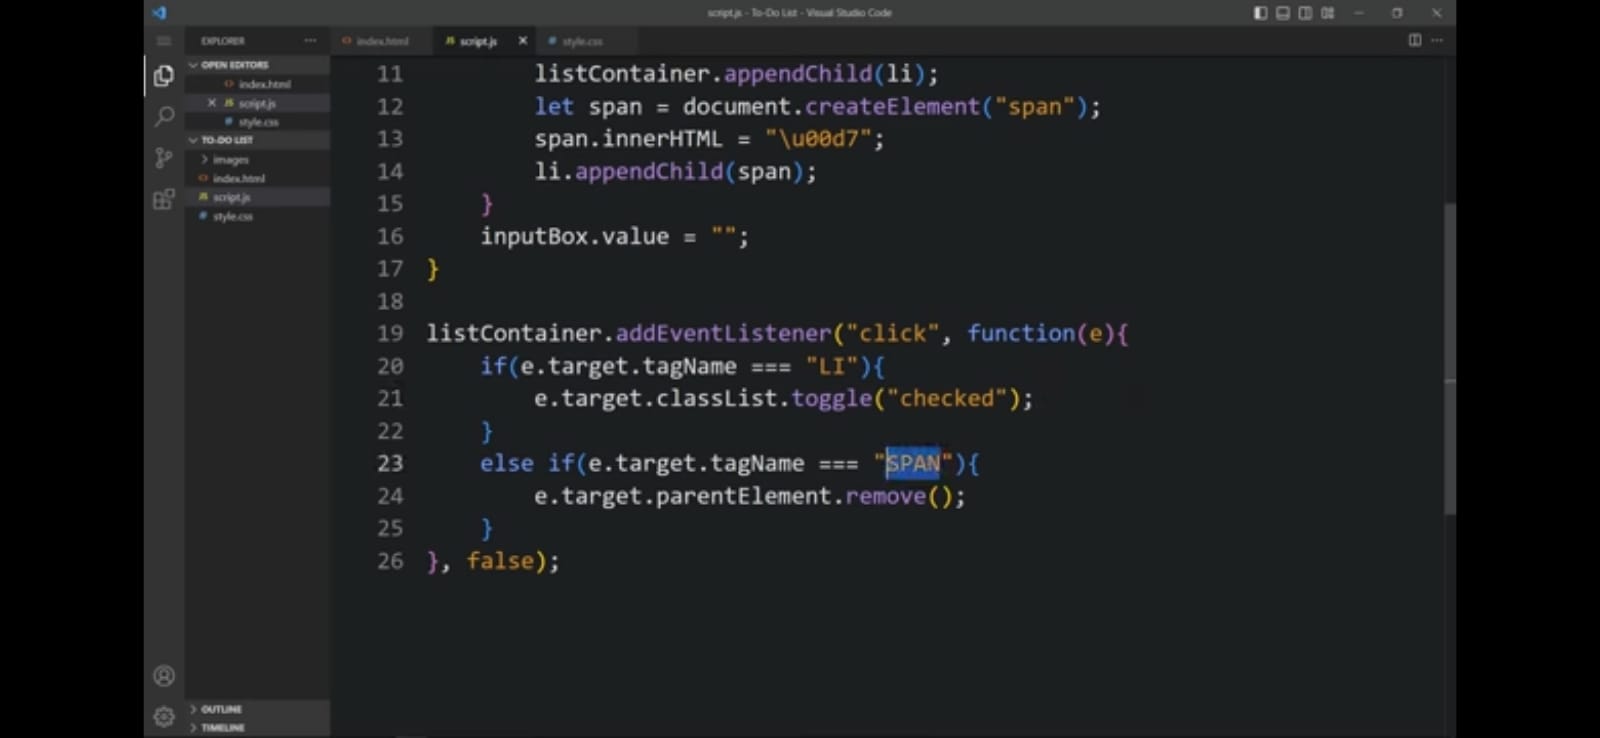 script.js - To-Do List - Visual Studio Code
EXPLORER
index.html
script.js
style.css
OPEN EDITORS
index.html
script.js
style.css
TO-DO LIST
images
index.html
script.js
style.css
OUTLINE
TIMELINE
11 listContainer.appendChild(li);
12 let span = document.createElement("span");
13 span.innerHTML = "\u00d7";
14 li.appendChild(span);
15 }
16 inputBox.value = "";
17 }
18
19 listContainer.addEventListener("click", function(e){
20 if(e.target.tagName === "LI"){
21 e.target.classList.toggle("checked");
22 }
23 else if(e.target.tagName === "SPAN"){
24 e.target.parentElement.remove();
25 }
26 }, false);